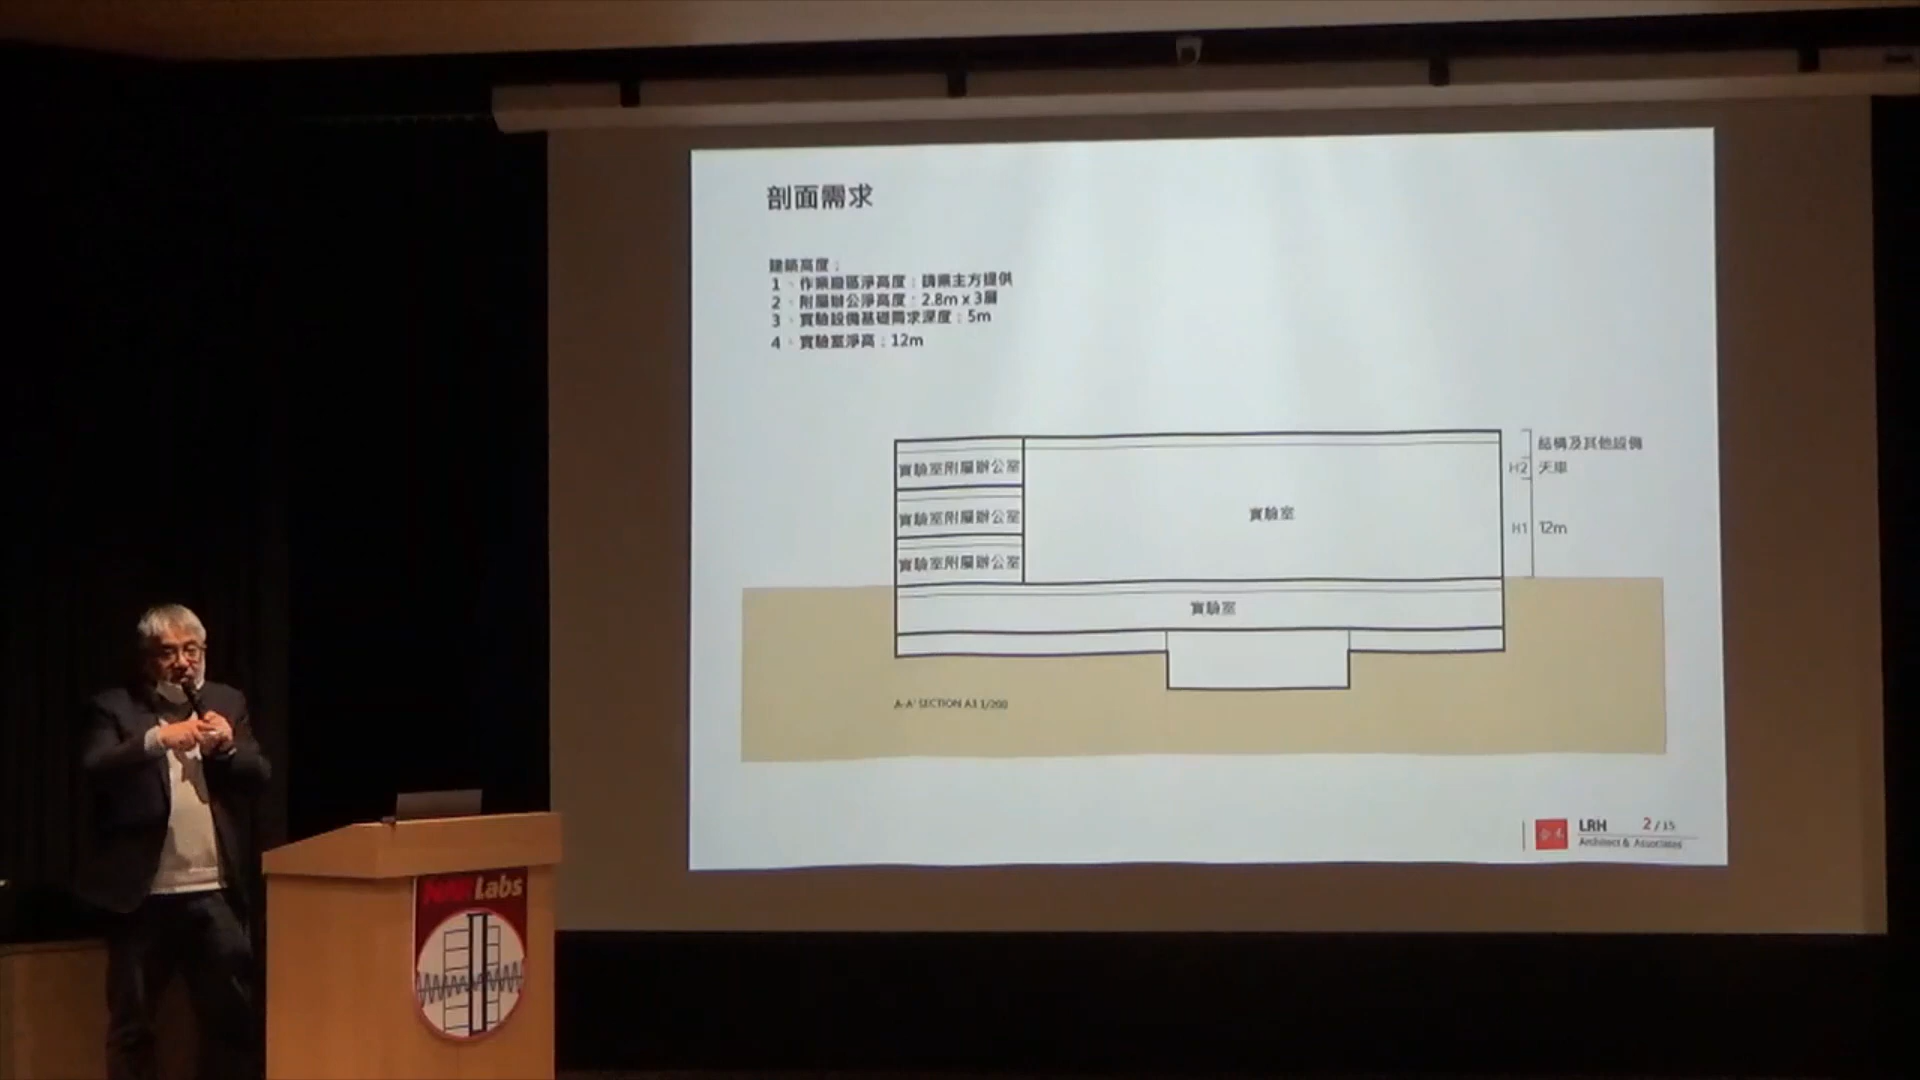 剖面需求
建築高度：
1、作業廠區淨高度：請業主方提供
2、附屬辦公淨高度：2.8m x 3層
3、實驗設備基礎需求深度：5m
4、實驗室淨高：12m
實驗室附屬辦公室
實驗室附屬辦公室
實驗室附屬辦公室
實驗室
實驗室
結構及其他設備
H2 天車
H1 12m
A-A' SECTION A3 1/200
LRH 2/15
Architect & Associates
NARLabs